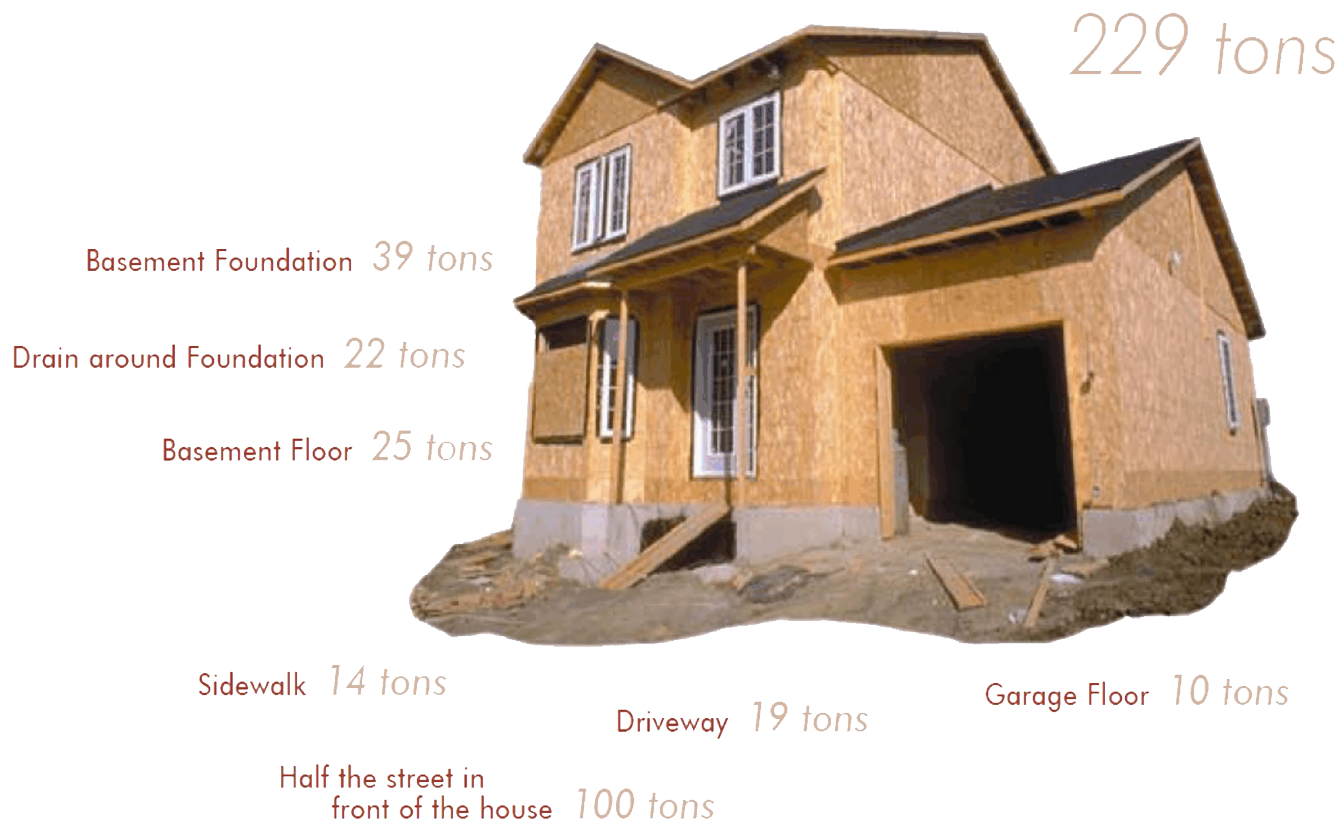 229 tons
Basement Foundation 39 tons
Drain around Foundation 22 tons
Basement Floor 25 tons
Sidewalk 14 tons
Garage Floor 10 tons
Driveway 19 tons
Half the street in
front of the house 100 tons